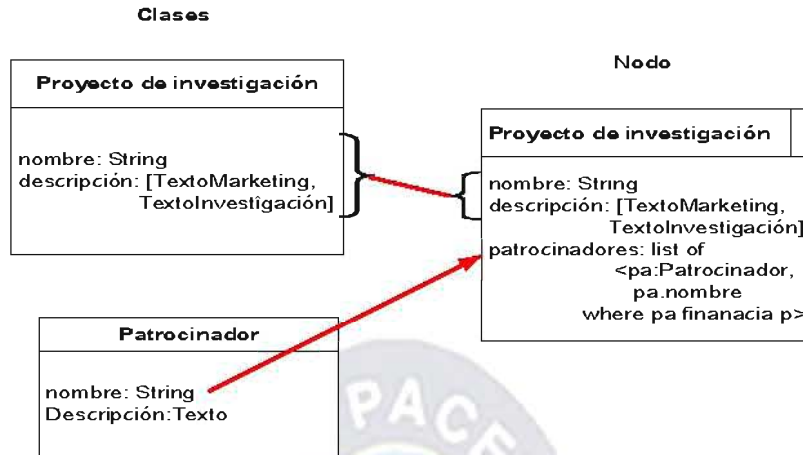 Clases
Proyecto de investigación
nombre: String
descripción: [TextoMarketing,
TextoInvestigación]
Patrocinador
nombre: String
Descripción:Texto
Nodo
Proyecto de investigación
nombre: String
descripción: [TextoMarketing,
TextoInvestigación]
patrocinadores: list of
<pa:Patrocinador,
pa.nombre
where pa finanacia p>
PACE